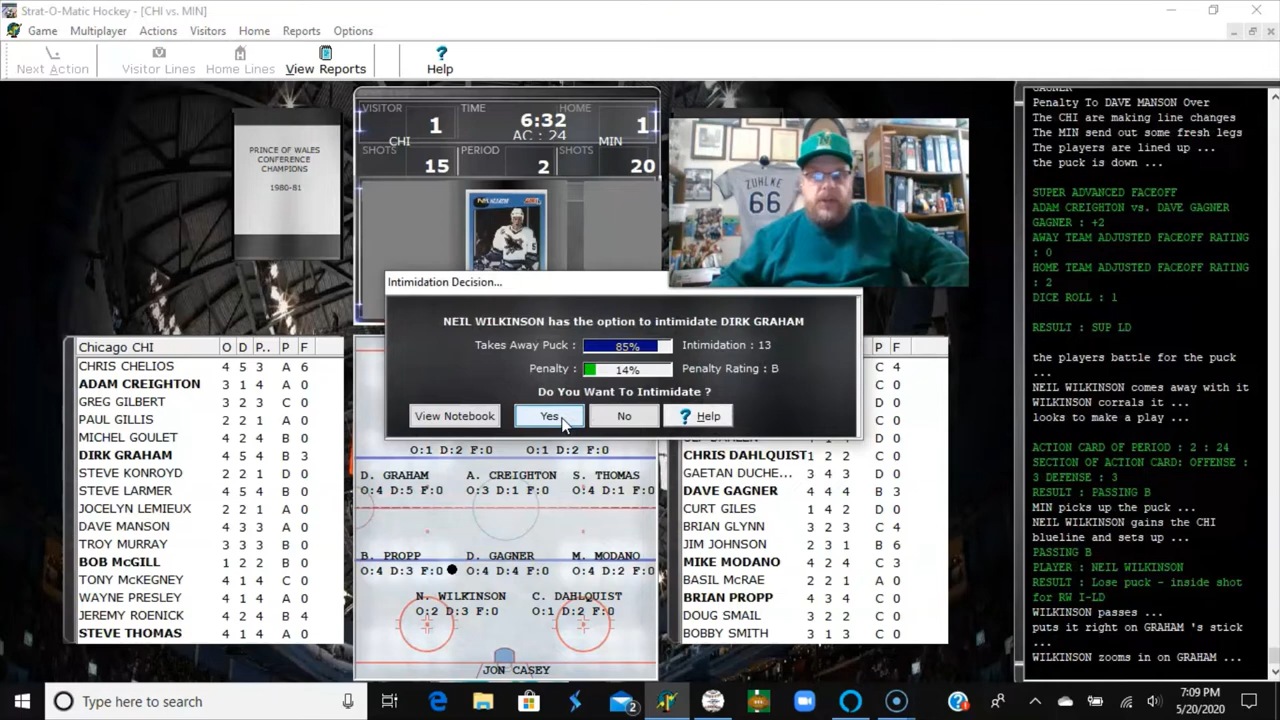 Strat-O-Matic Hockey - [CHI vs. MIN]
Game Multiplayer Actions Visitors Home Reports Options
Next Action Visitor Lines Home Lines View Reports Help
PRINCE OF WALES
CONFERENCE
CHAMPIONS
1980-81
VISITOR TIME HOME
CHI 1 6:32 MIN 1
AC : 24
SHOTS 15 PERIOD 2 SHOTS 20
ZUHLKE
66
Intimidation Decision...
NEIL WILKINSON has the option to intimidate DIRK GRAHAM
Takes Away Puck : 85% Intimidation : 13
Penalty : 14% Penalty Rating : B
Do You Want To Intimidate ?
View Notebook Yes No Help
Chicago CHI O D P.. P F
CHRIS CHELIOS 4 5 3 A 6
ADAM CREIGHTON 3 1 4 A 0
GREG GILBERT 3 2 3 C 0
PAUL GILLIS 2 2 1 A 0
MICHEL GOULET 4 2 4 B 0
DIRK GRAHAM 4 5 4 B 3
STEVE KONROYD 2 2 1 D 0
STEVE LARMER 4 5 4 B 0
JOCELYN LEMIEUX 2 2 1 A 0
DAVE MANSON 4 2 3 A 0
TROY MURRAY 3 3 3 B 0
BOB McGILL 1 2 2 B 0
TONY McKEGNEY 4 1 4 C 0
WAYNE PRESLEY 4 1 4 A 0
JEREMY ROENICK 4 2 4 B 4
STEVE THOMAS 4 1 4 A 0
O:1 D:2 F:0 O:1 D:2 F:0
D. GRAHAM A. CREIGHTON S. THOMAS
O:4 D:5 F:0 O:3 D:1 F:0 O:4 D:1 F:0
B. PROPP D. GAGNER M. MODANO
O:4 D:3 F:0 O:4 D:4 F:0 O:4 D:2 F:0
N. WILKINSON C. DAHLQUIST
O:2 D:3 F:0 O:1 D:2 F:0
JON CASEY
P F
C 4
C 0
C 0
C 0
C 0
CHRIS DAHLQUIST 1 2 2 C 0
GAETAN DUCHE... 3 4 3 D 0
DAVE GAGNER 4 4 4 B 3
CURT GILES 1 4 2 D 0
BRIAN GLYNN 3 2 3 C 4
JIM JOHNSON 2 3 1 B 6
MIKE MODANO 4 2 4 C 0
BASIL McRAE 2 2 1 A 0
BRIAN PROPP 4 3 4 C 0
DOUG SMAIL 3 3 2 C 0
BOBBY SMITH 3 1 3 C 0
GAGNER
Penalty To DAVE MANSON Over
The CHI are making line changes
The MIN send out some fresh legs
The players are lined up ...
the puck is down ...
SUPER ADVANCED FACEOFF
ADAM CREIGHTON vs. DAVE GAGNER
GAGNER : +2
AWAY TEAM ADJUSTED FACEOFF RATING
: 0
HOME TEAM ADJUSTED FACEOFF RATING
: 2
DICE ROLL : 1
RESULT : SUP LD
the players battle for the puck
...
NEIL WILKINSON comes away with it
WILKINSON corrals it ...
looks to make a play ...
ACTION CARD OF PERIOD : 2 : 24
SECTION OF ACTION CARD: OFFENSE :
3 DEFENSE : 3
RESULT : PASSING B
MIN picks up the puck ...
NEIL WILKINSON gains the CHI
blueline and sets up ...
PASSING B
PLAYER : NEIL WILKINSON
RESULT : Lose puck - inside shot
for RW I-LD
WILKINSON passes ...
puts it right on GRAHAM 's stick
...
WILKINSON zooms in on GRAHAM ...
Type here to search
2
7:09 PM
5/20/2020